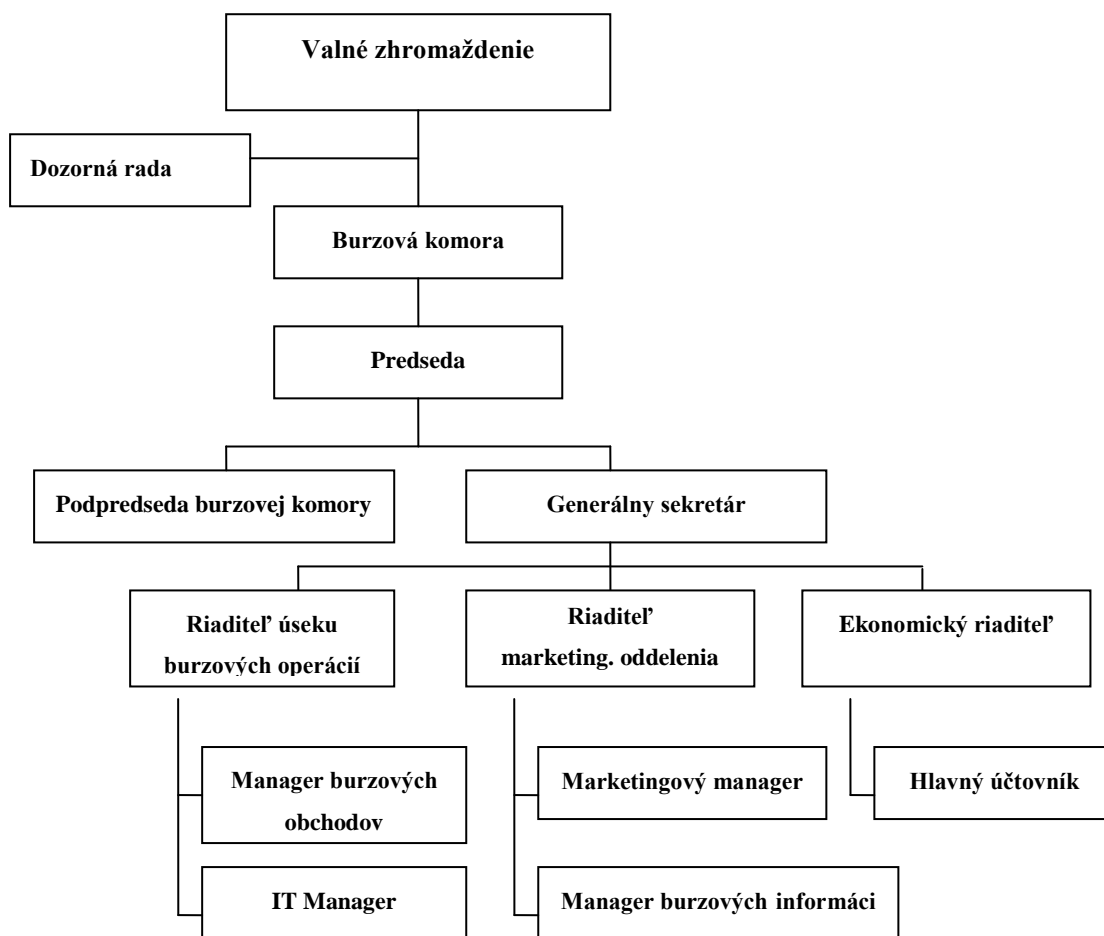 Valné zhromaždenie
Dozorná rada
Burzová komora
Predseda
Podpredseda burzovej komory
Generálny sekretár
Riaditeľ úseku
burzových operácií
Riaditeľ
marketing. oddelenia
Ekonomický riaditeľ
Manager burzových
obchodov
Marketingový manager
Hlavný účtovník
IT Manager
Manager burzových informáci